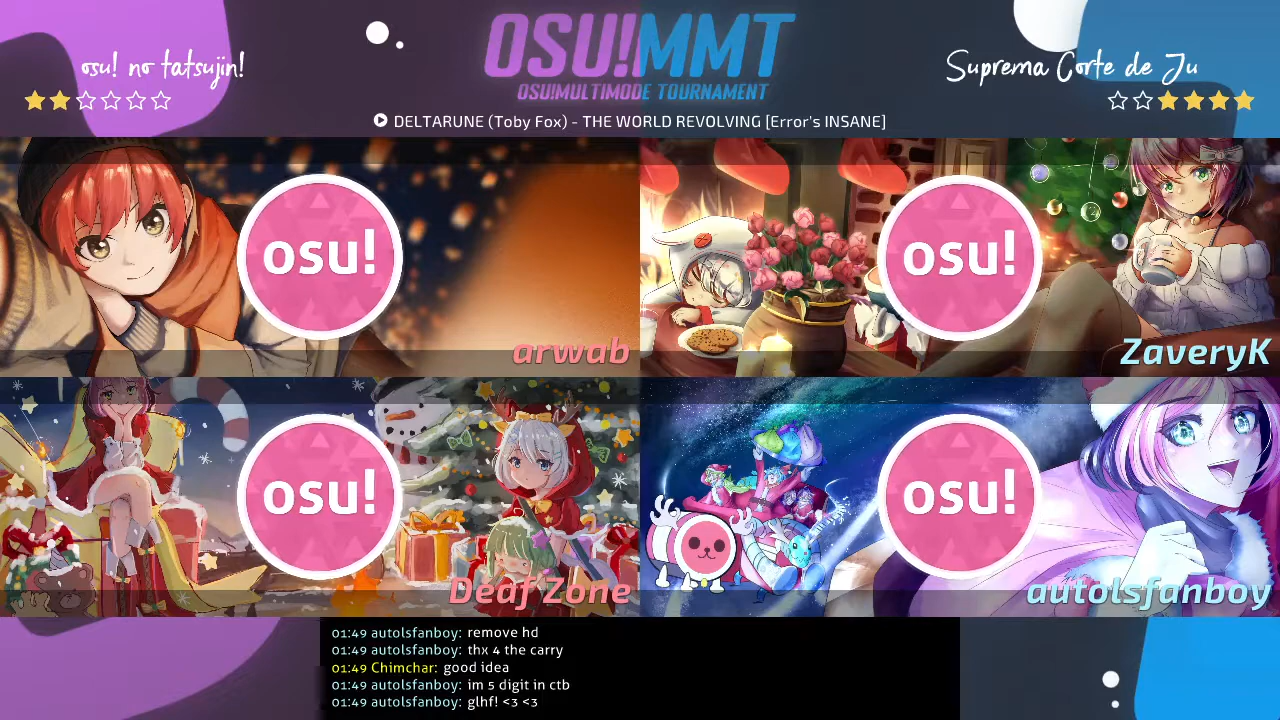 OSU!MMT
OSU!MULTIMODE TOURNAMENT
osu! no tatsujin!
Suprema Corte de Ju
DELTARUNE (Toby Fox) - THE WORLD REVOLVING [Error's INSANE]
osu!
arwab
osu!
ZaveryK
osu!
Deaf Zone
osu!
autolsfanboy
01:49 autolsfanboy: remove hd
01:49 autolsfanboy: thx 4 the carry
01:49 Chimchar: good idea
01:49 autolsfanboy: im 5 digit in ctb
01:49 autolsfanboy: glhf! <3 <3